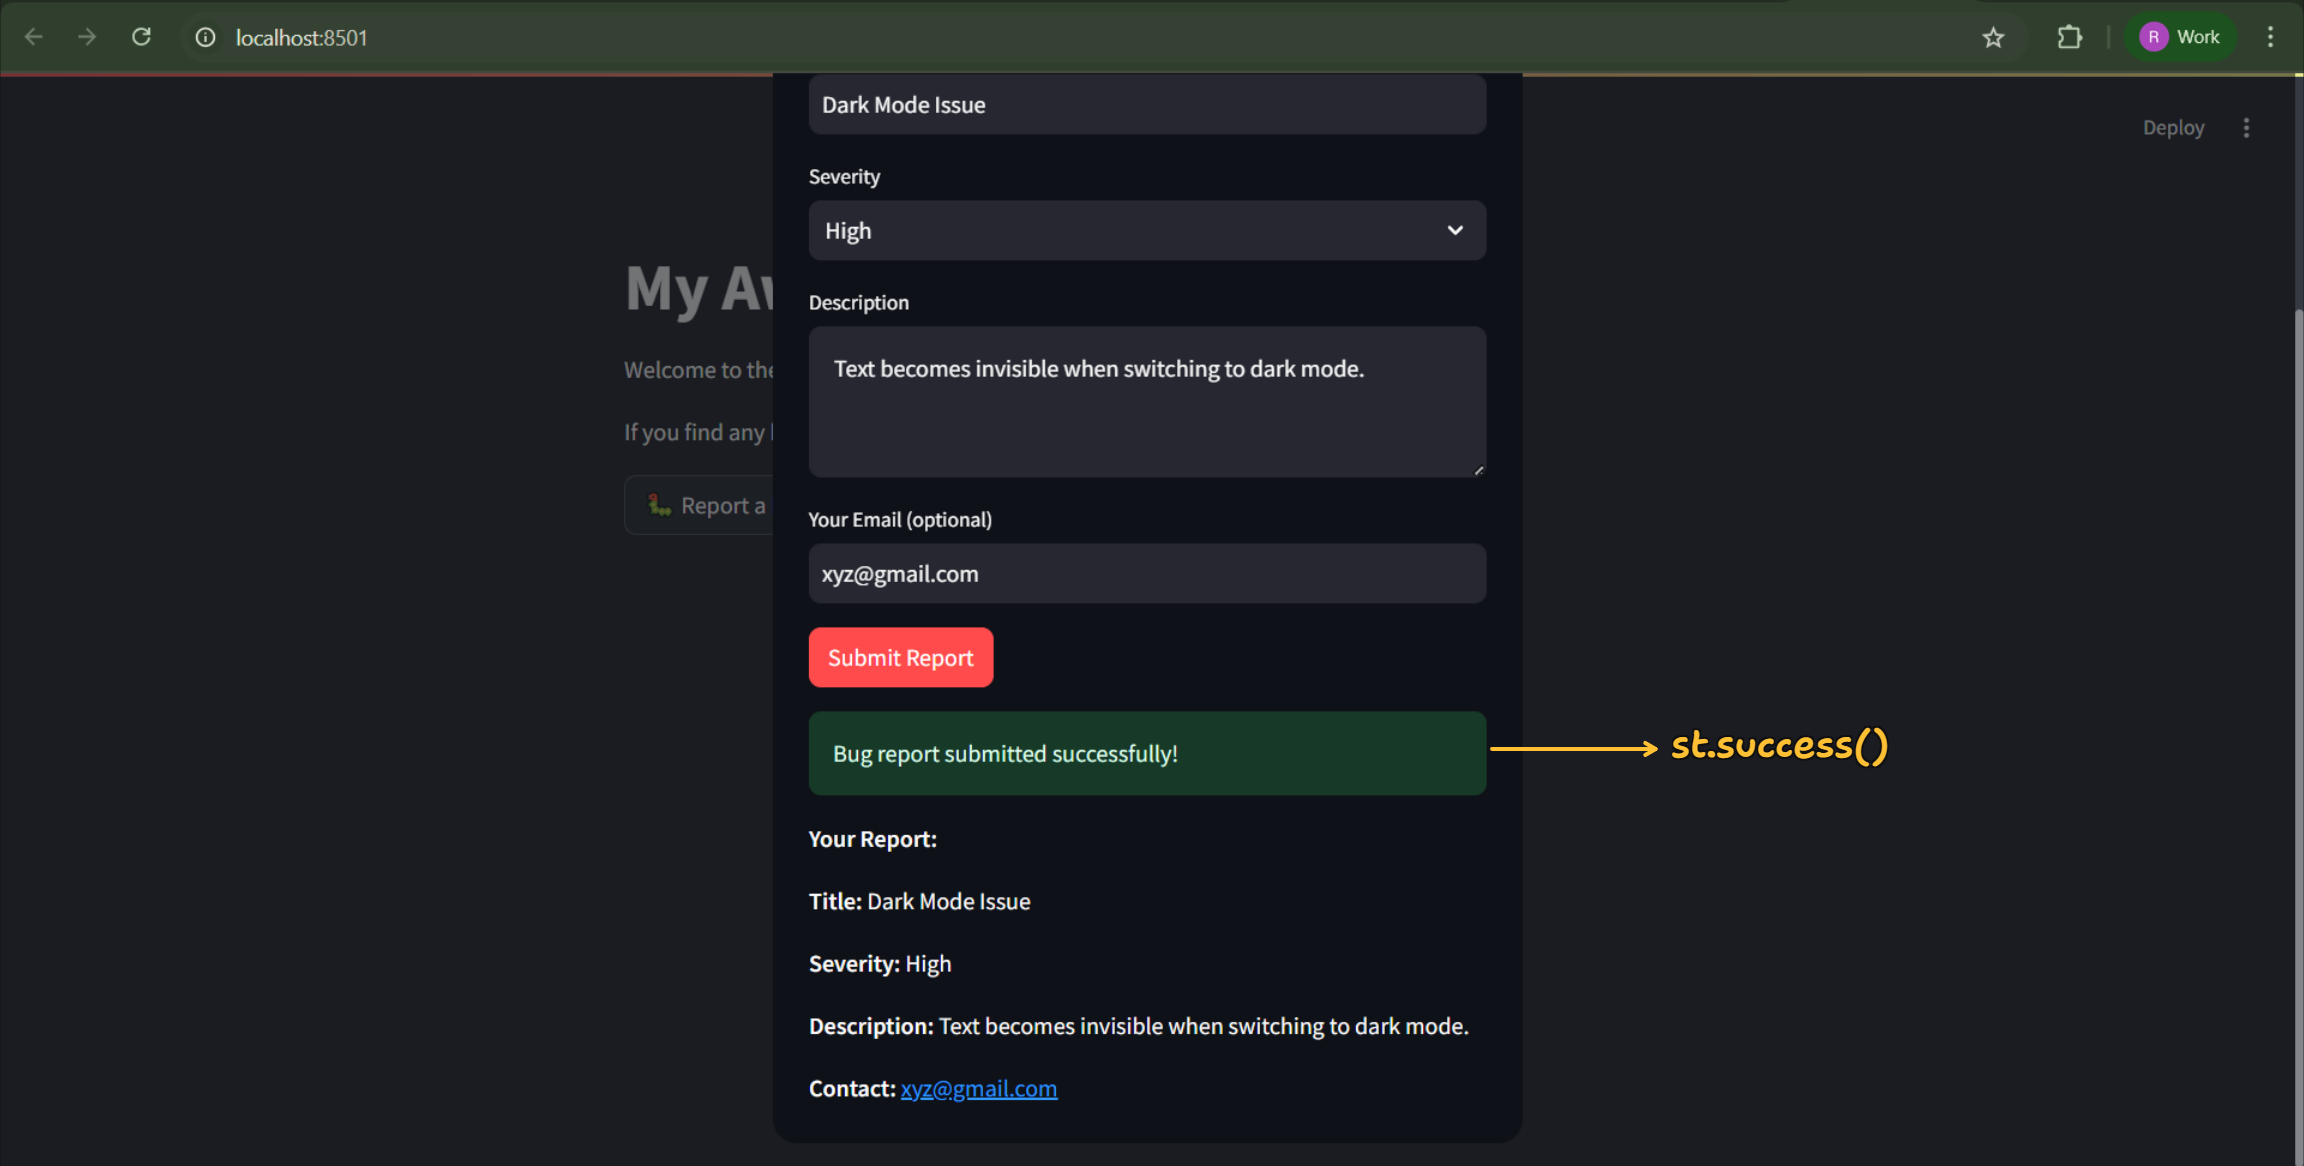 localhost:8501
R Work
Dark Mode Issue
Deploy
Severity
High
My Aw
Description
Text becomes invisible when switching to dark mode.
Welcome to the
If you find any
Report a
Your Email (optional)
xyz@gmail.com
Submit Report
Bug report submitted successfully!
st.success()
Your Report:
Title: Dark Mode Issue
Severity: High
Description: Text becomes invisible when switching to dark mode.
Contact: xyz@gmail.com